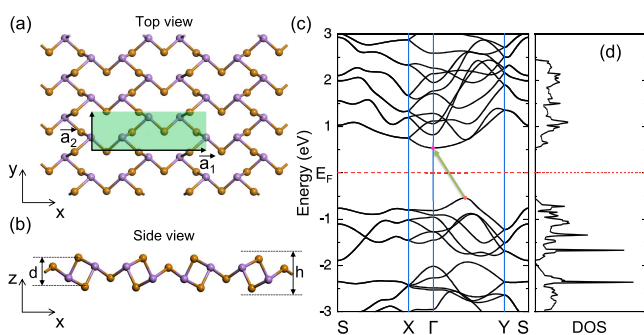 (a)
Top view
a₂
a₁
y
x
(b)
Side view
z
d
h
x
(c)
Energy (eV)
3
2
1
E_F
-1
-2
-3
S
X
Γ
Y
S
(d)
DOS